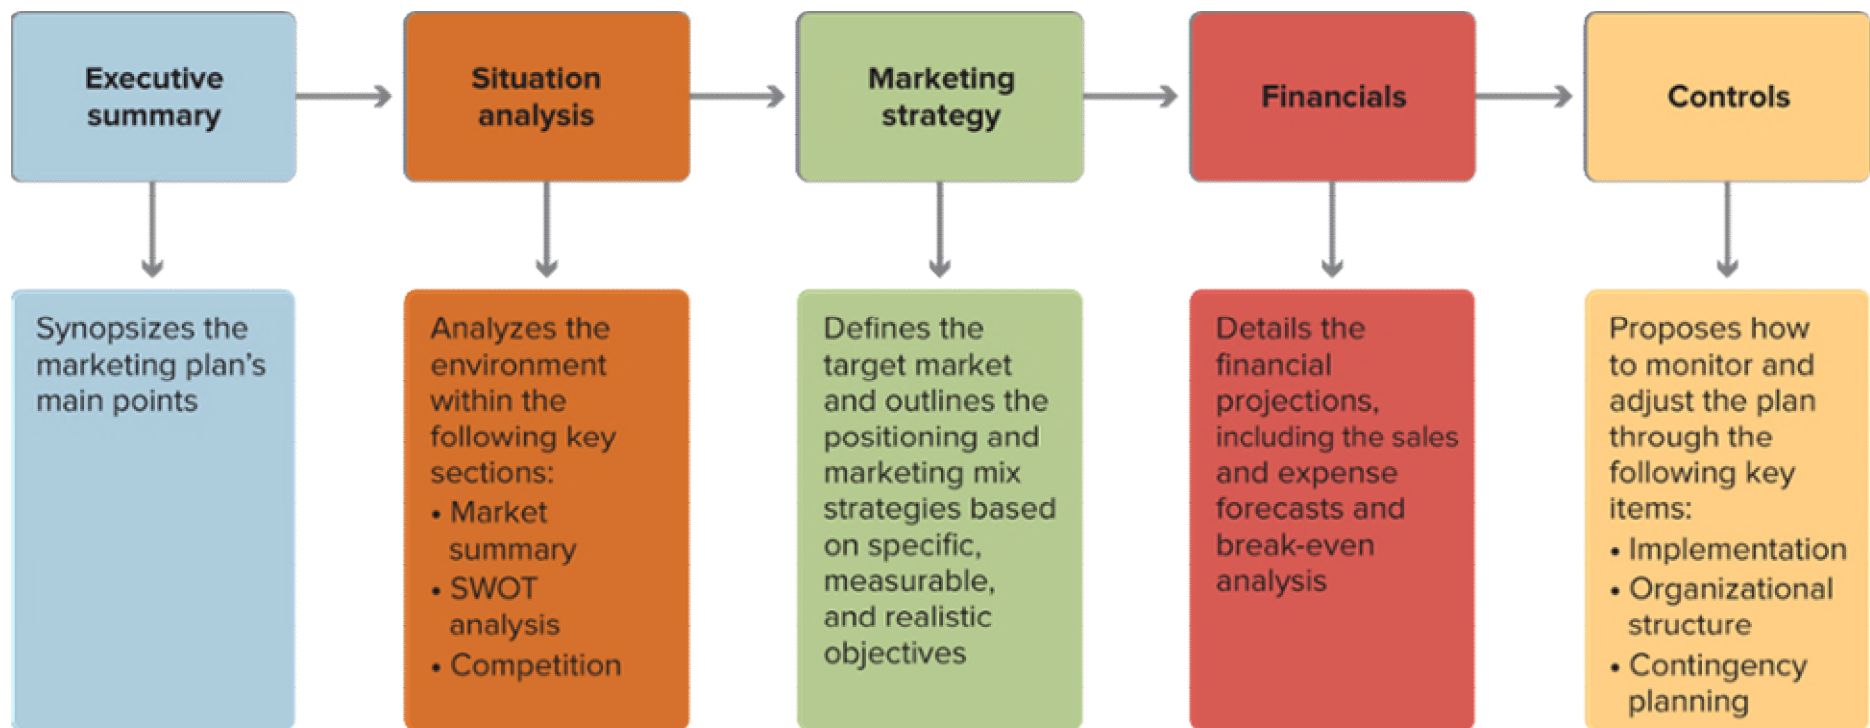 Executive
summary
Situation
analysis
Marketing
strategy
Financials
Controls
Synopsizes the
marketing plan's
main points
Analyzes the
environment
within the
following key
sections:
• Market
summary
• SWOT
analysis
• Competition
Defines the
target market
and outlines the
positioning and
marketing mix
strategies based
on specific,
measurable,
and realistic
objectives
Details the
financial
projections,
including the sales
and expense
forecasts and
break-even
analysis
Proposes how
to monitor and
adjust the plan
through the
following key
items:
• Implementation
• Organizational
structure
• Contingency
planning